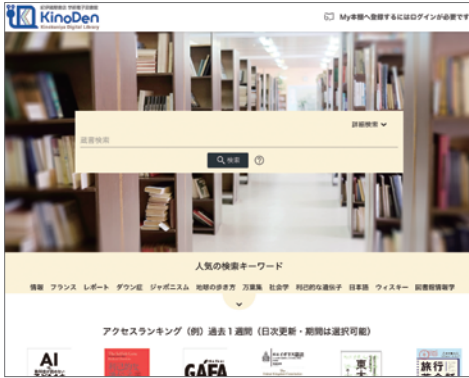 紀伊國屋書店 学術電子図書館
KinoDen
Kinokuniya Digital Library
My本棚へ登録するにはログインが必要です
詳細検索
蔵書検索
検索
人気の検索キーワード
情報 フランス レポート ダウン症 ジャポニスム 地球の歩き方 万葉集 社会学 利己的な遺伝子 日本語 ウィスキー 図書館情報学
アクセスランキング（例）過去1週間（日次更新・期間は選択可能）
AI
GAFA
東大
旅行